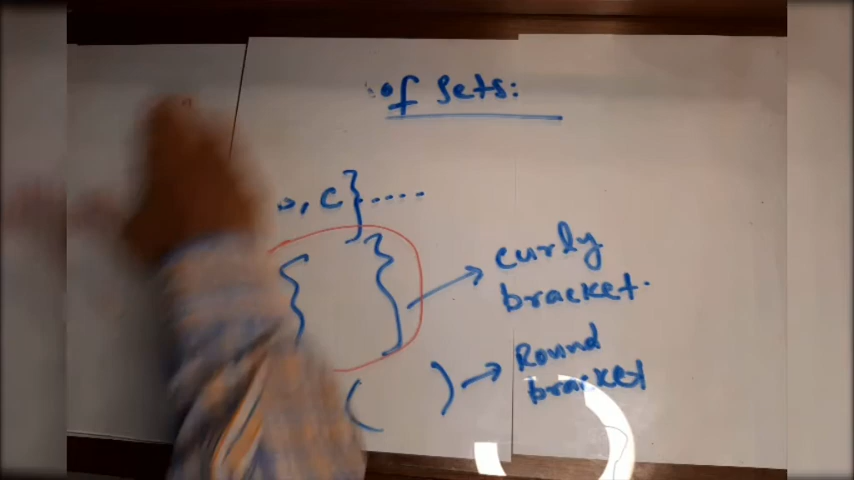 of Sets:
, C} ......
{ } → curly
bracket.
( ) → Round
bracket